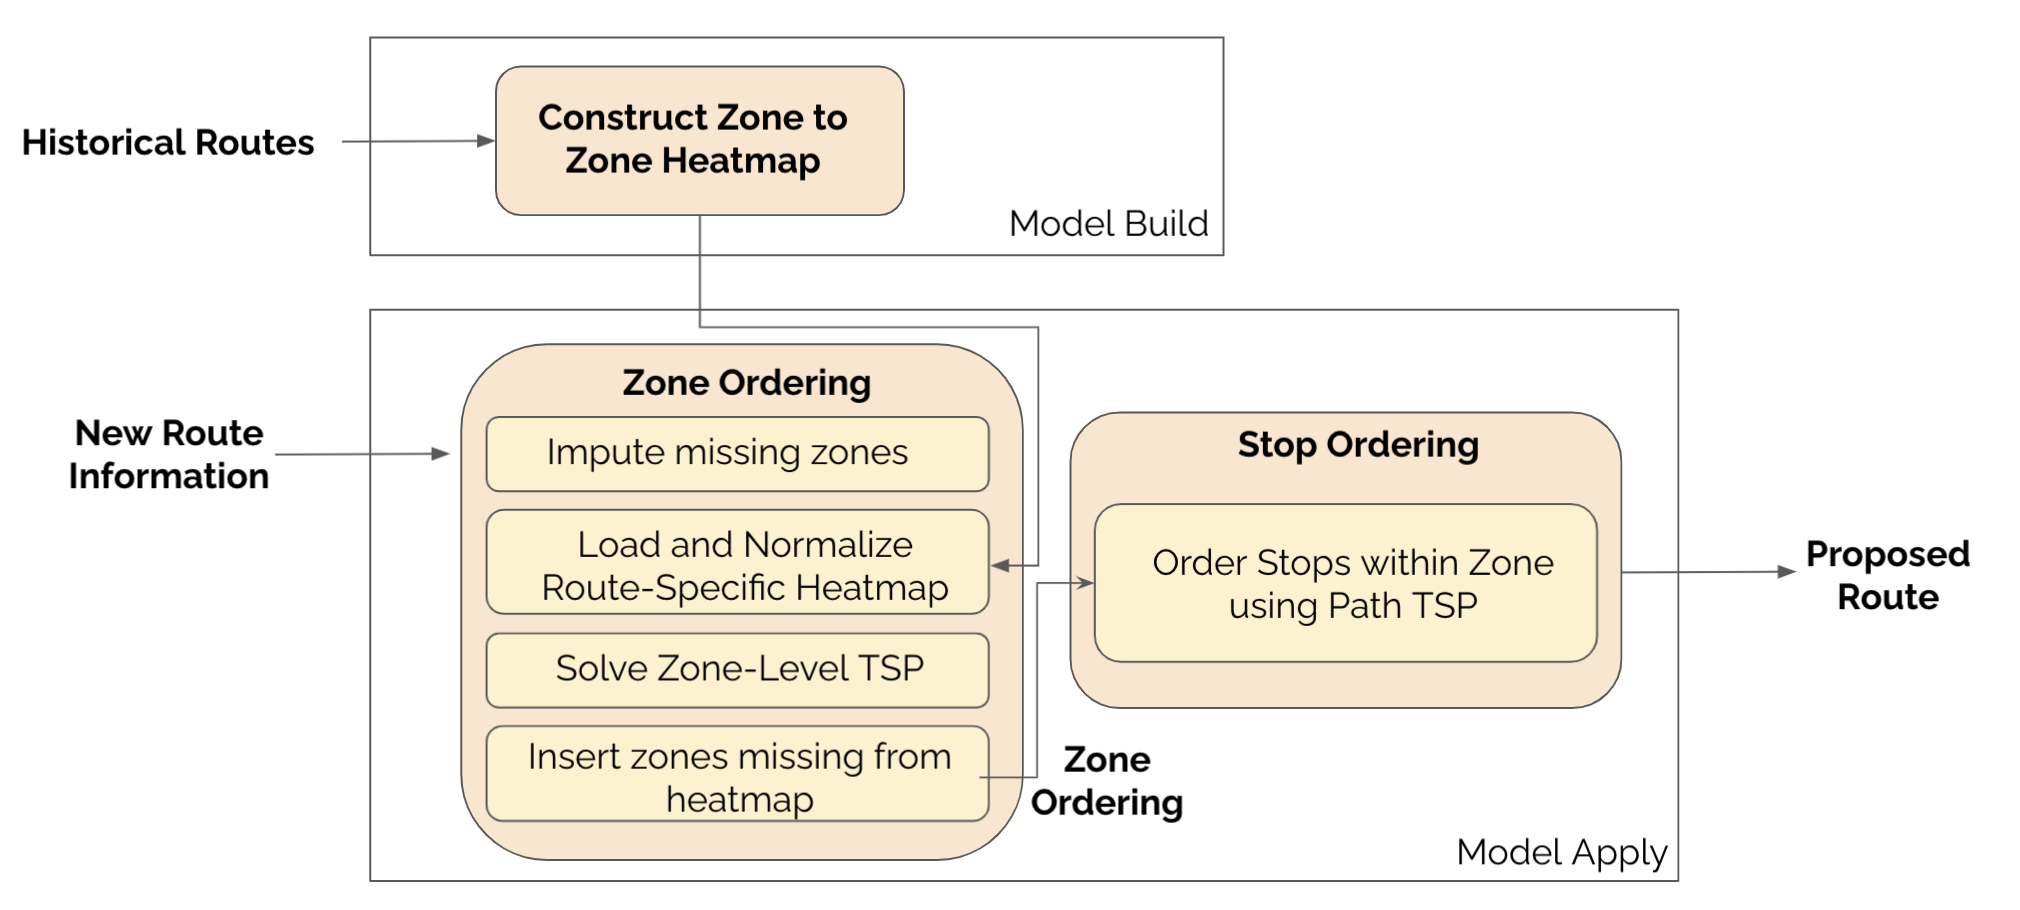 Historical Routes
Construct Zone to
Zone Heatmap
Model Build
New Route
Information
Zone Ordering
Impute missing zones
Load and Normalize
Route-Specific Heatmap
Solve Zone-Level TSP
Insert zones missing from
heatmap
Zone
Ordering
Stop Ordering
Order Stops within Zone
using Path TSP
Model Apply
Proposed
Route